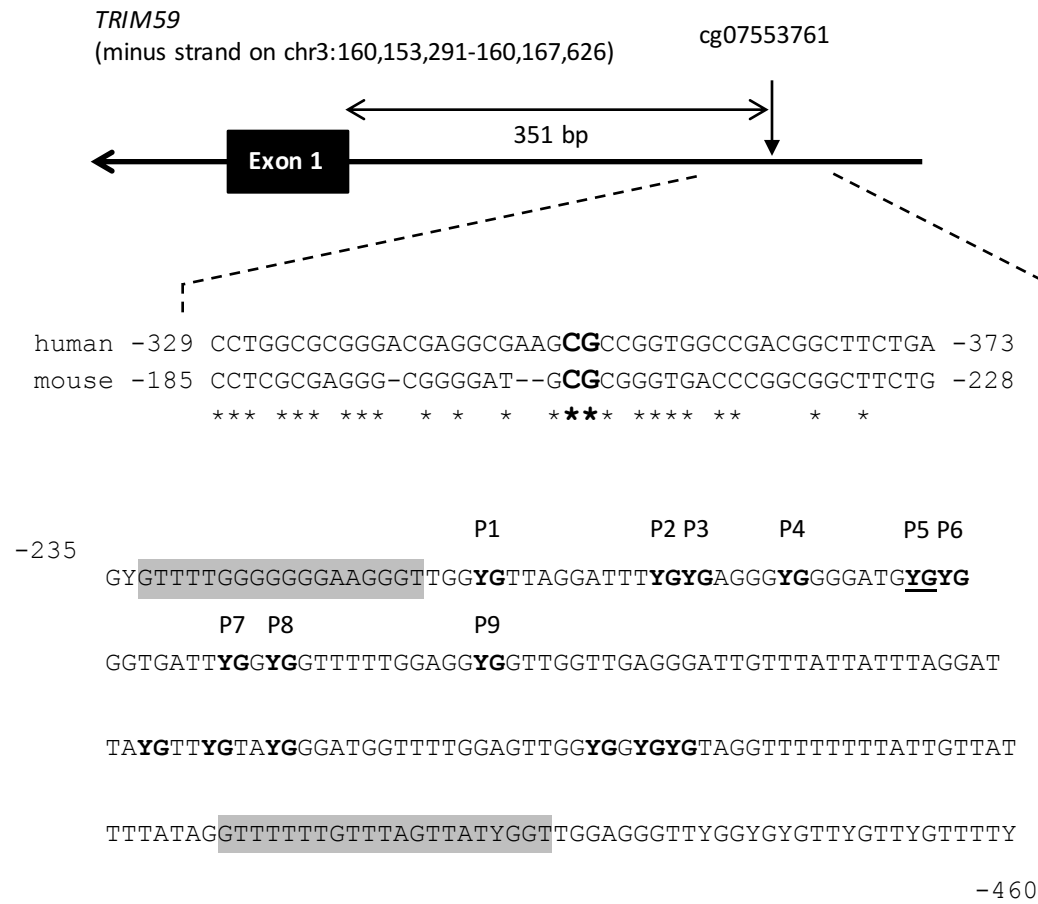 TRIM59
(minus strand on chr3:160,153,291-160,167,626)
cg07553761
351 bp
Exon 1
human -329 CCTGGCGCGGGACGAGGCGAAGCGCCGGTGGCCGACGGCTTCTGA -373
mouse -185 CCTCGCGAGGG-CGGGGAT--GCGCGGGTGACCCGGCGGCTTCTG -228
*** *** *** * * * **** **** ** * *
P1 P2 P3 P4 P5 P6
-235
GYGTTTTGGGGGGGAAGGGTTGGYGTTAGGATTTYGYGAGGGYGGGGATGYGYG
P7 P8 P9
GGTGATTYGGYGGTTTTTGGAGGYGGTTGGTTGAGGGATTGTTTATTATTTAGGAT
TAYGTTYGTAYGGGATGGTTTTGGAGTTGGYGGYGYGTAGGTTTTTTTTATTGTTAT
TTTATAGGTTTTTTGTTTAGTTATYGGTTGGAGGGTTYGGYGYGTTYGTTYGTTTTY
-460